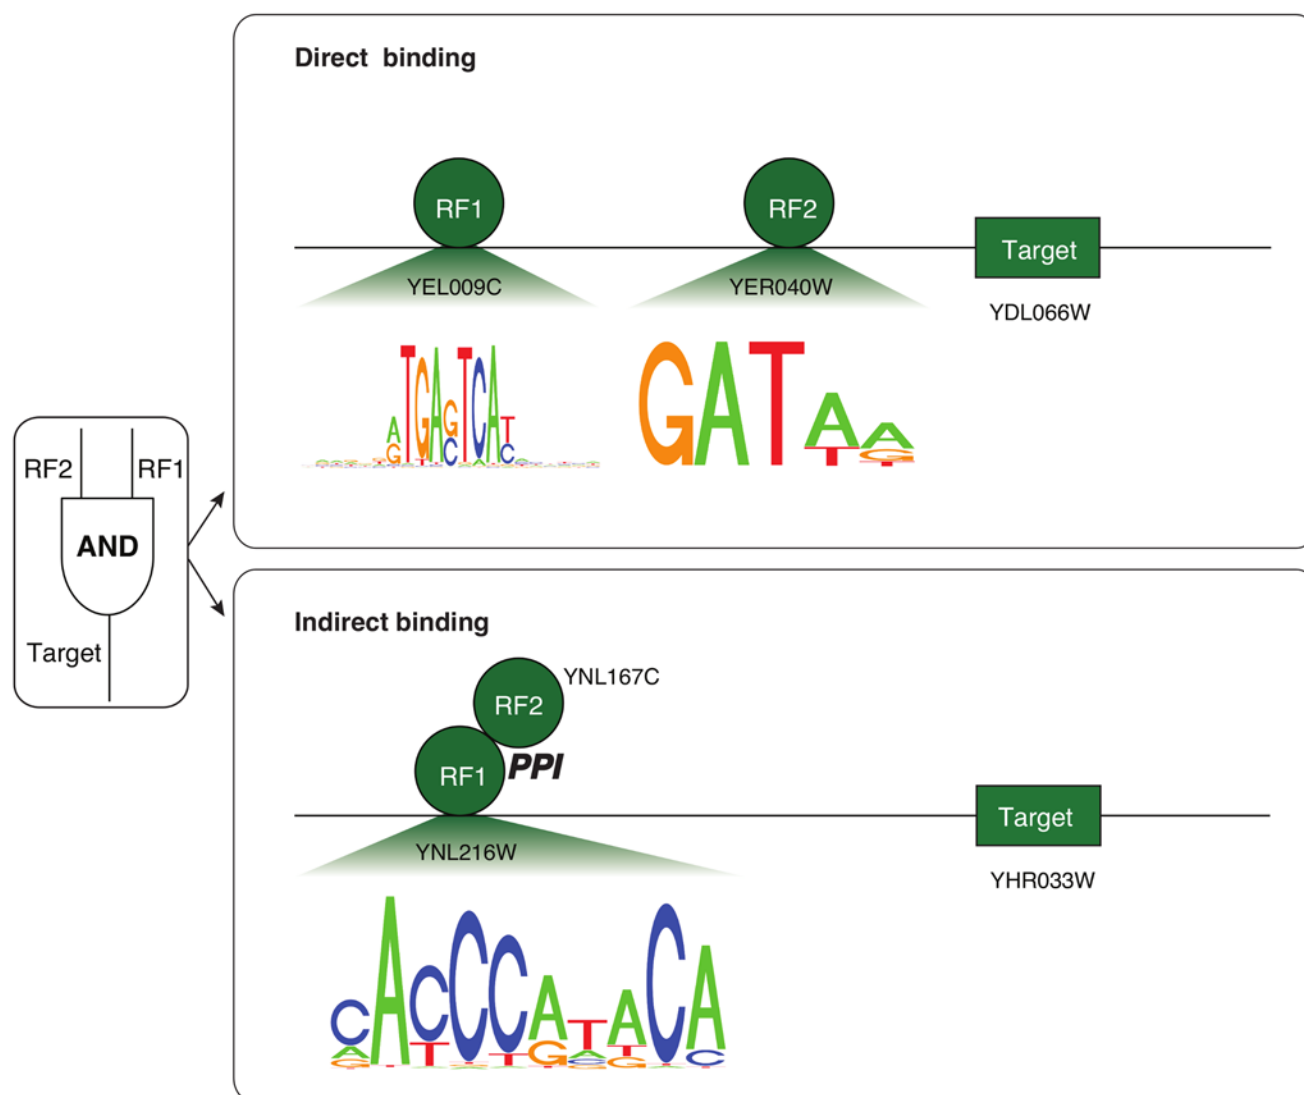 Direct binding
RF1
RF2
Target
YEL009C
YER040W
YDL066W
GATAA
RF2
RF1
AND
Target
Indirect binding
YNL167C
RF2
RF1
PPI
Target
YNL216W
YHR033W
CACCCATACA